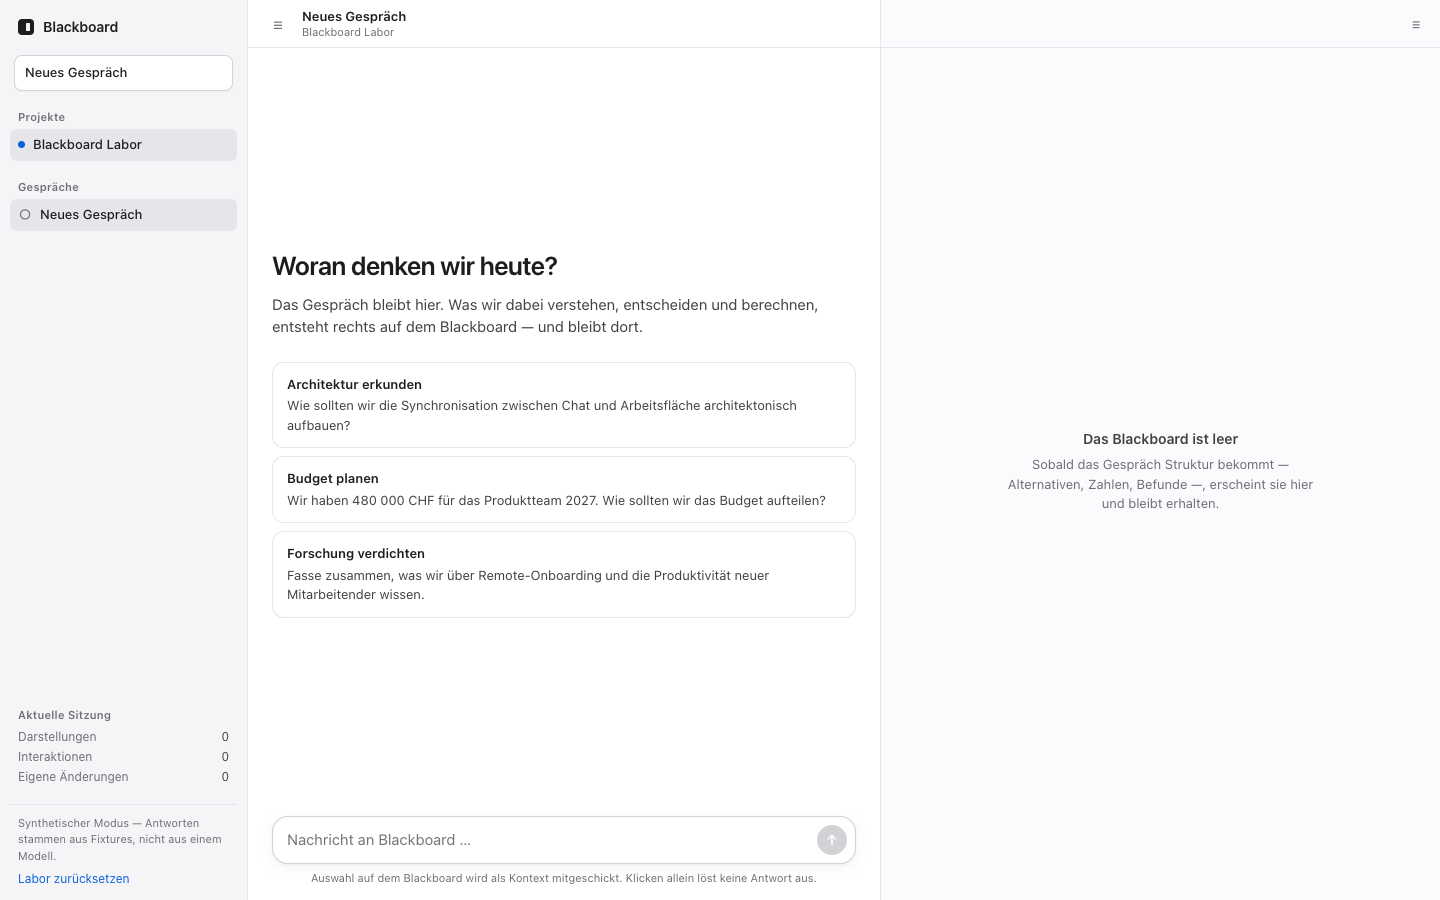 Blackboard
Neues Gespräch
Projekte
Blackboard Labor
Gespräche
Neues Gespräch
Aktuelle Sitzung
Darstellungen 0
Interaktionen 0
Eigene Änderungen 0
Synthetischer Modus — Antworten
stammen aus Fixtures, nicht aus einem
Modell.
Labor zurücksetzen
Neues Gespräch
Blackboard Labor
Woran denken wir heute?
Das Gespräch bleibt hier. Was wir dabei verstehen, entscheiden und berechnen,
entsteht rechts auf dem Blackboard — und bleibt dort.
Architektur erkunden
Wie sollten wir die Synchronisation zwischen Chat und Arbeitsfläche architektonisch
aufbauen?
Budget planen
Wir haben 480 000 CHF für das Produktteam 2027. Wie sollten wir das Budget aufteilen?
Forschung verdichten
Fasse zusammen, was wir über Remote-Onboarding und die Produktivität neuer
Mitarbeitender wissen.
Nachricht an Blackboard …
Auswahl auf dem Blackboard wird als Kontext mitgeschickt. Klicken allein löst keine Antwort aus.
Das Blackboard ist leer
Sobald das Gespräch Struktur bekommt —
Alternativen, Zahlen, Befunde —, erscheint sie hier
und bleibt erhalten.